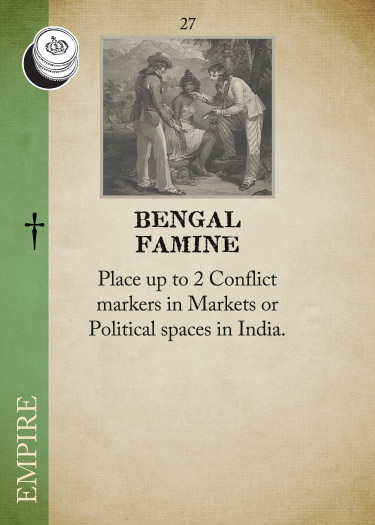 27
BENGAL
FAMINE
Place up to 2 Conflict
markers in Markets or
Political spaces in India.
†
EMPIRE